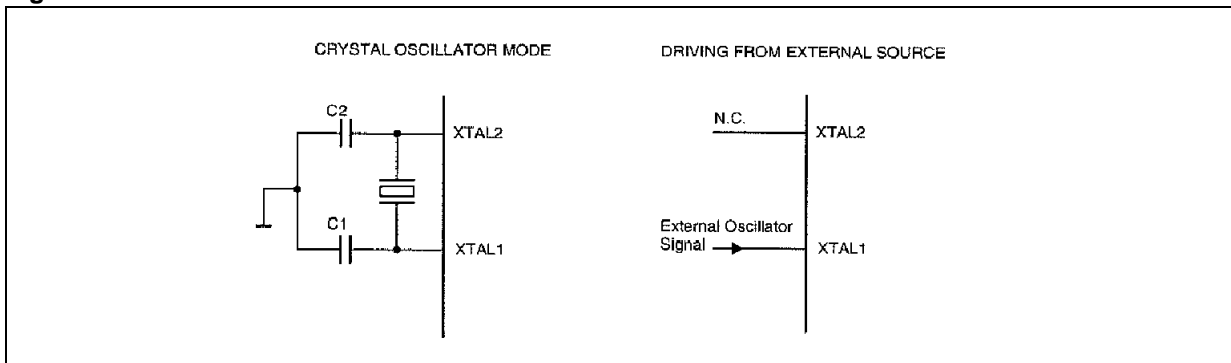 CRYSTAL OSCILLATOR MODE
DRIVING FROM EXTERNAL SOURCE
C2
XTAL2
C1
XTAL1
N.C.
XTAL2
External Oscillator
Signal
XTAL1